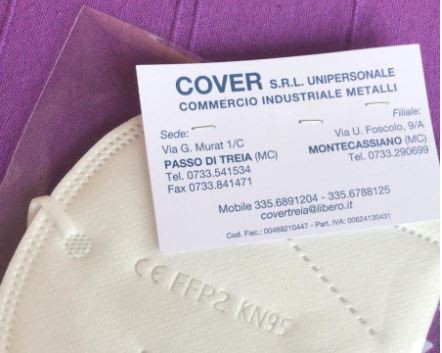 COVER S.R.L. UNIPERSONALE
COMMERCIO INDUSTRIALE METALLI
Sede:
Via G. Murat 1/C
PASSO DI TREIA (MC)
Tel. 0733.541534
Fax 0733.841471
Filiale:
Via U. Foscolo, 9/A
MONTECASSIANO (MC)
Tel. 0733.290699
Mobile 335.6891204 - 335.6788125
covertreia@libero.it
Cod. Fisc.: 00469210447 - Part. IVA: 00624130431
CE FFP2 KN95